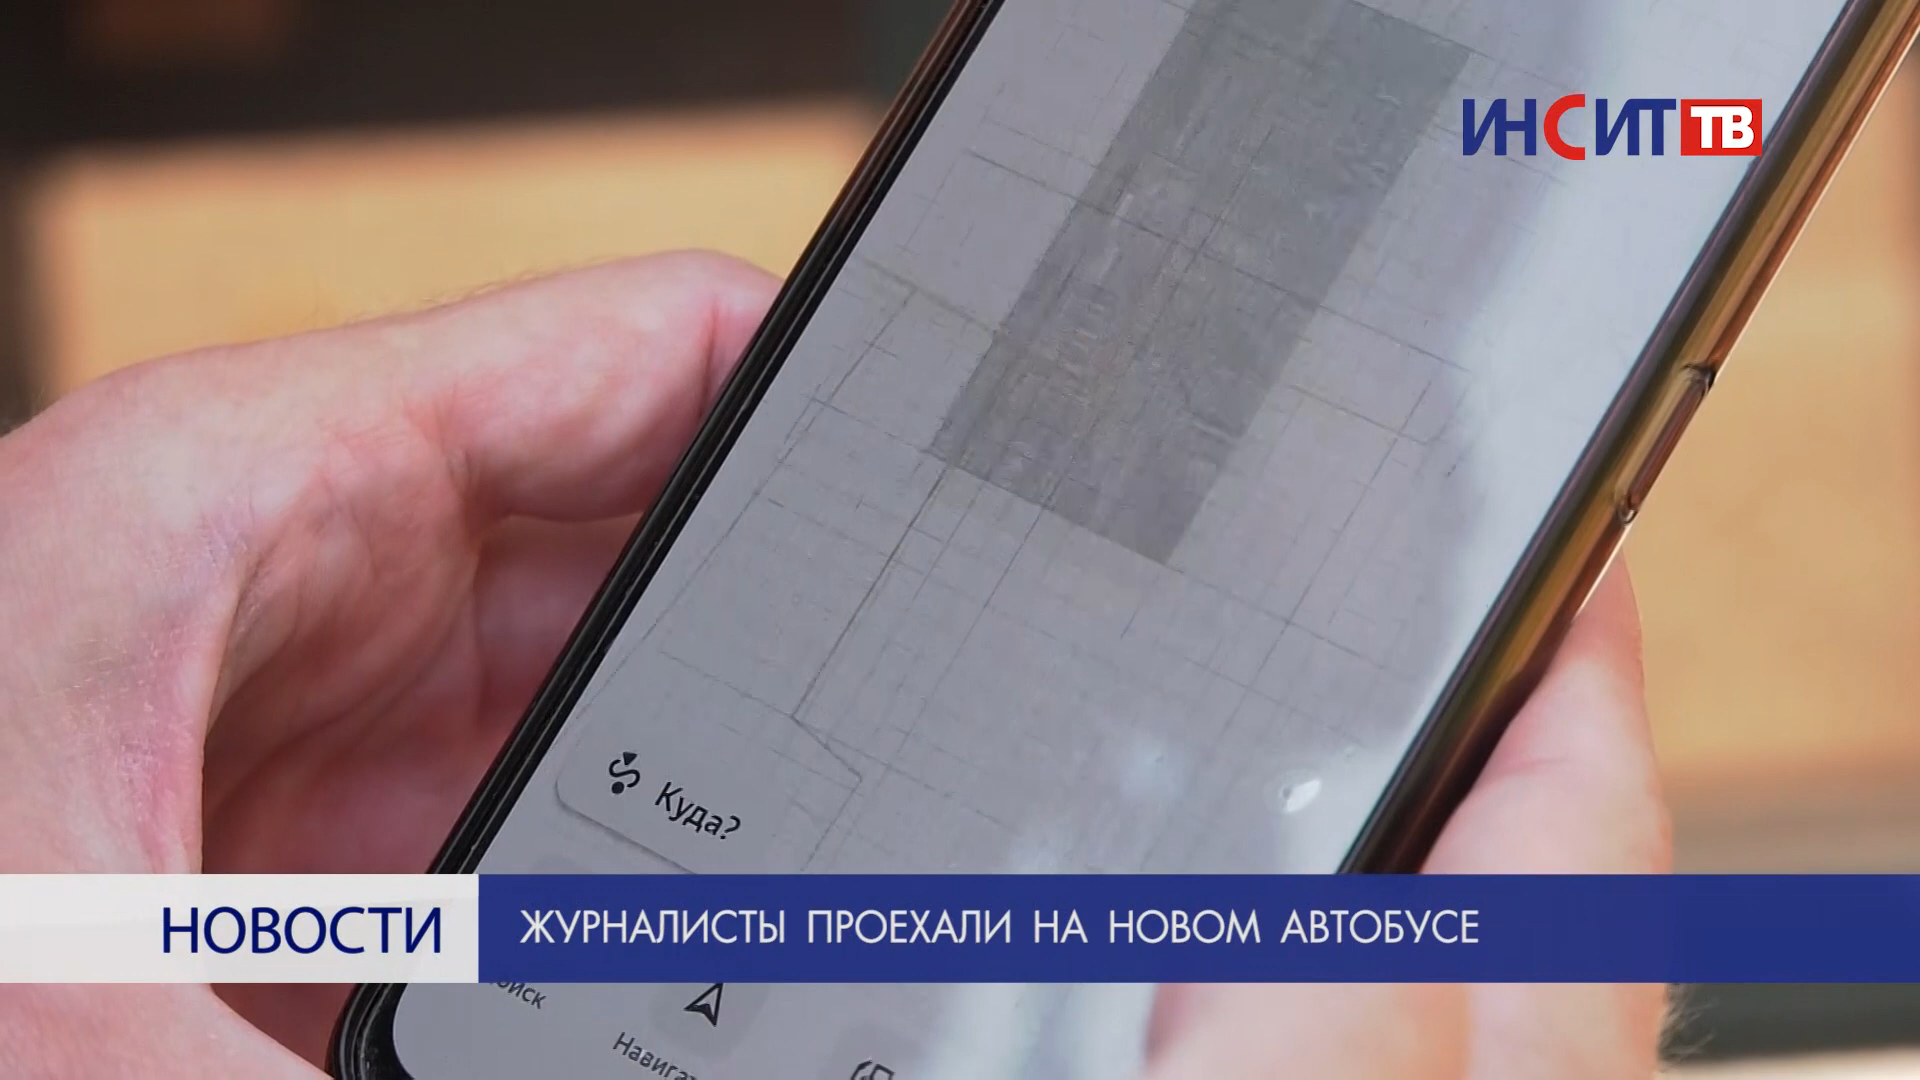 ИНСИТ ТВ
Куда?
НОВОСТИ
ЖУРНАЛИСТЫ ПРОЕХАЛИ НА НОВОМ АВТОБУСЕ